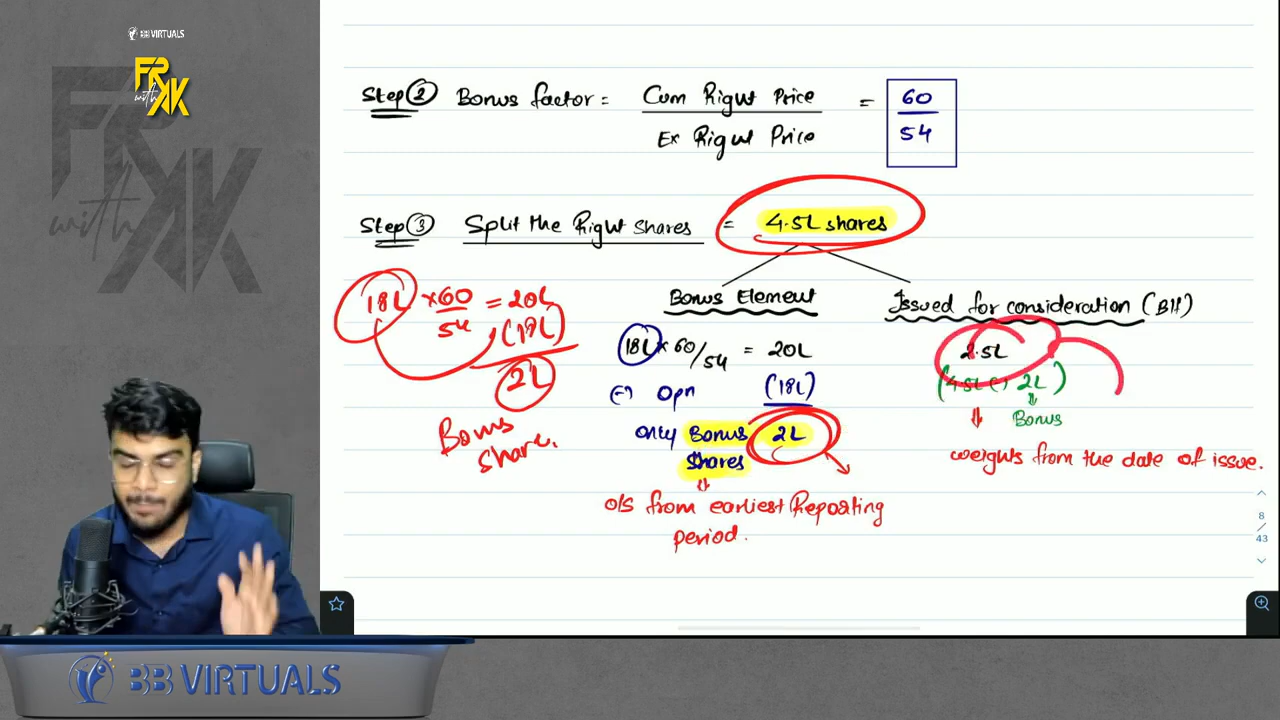 BB VIRTUALS
FR
with
AK
Step ② Bonus factor = Cum Right Price / Ex Right Price = 60/54
Step ③ Split the Right Shares = 4.5L shares
Bonus Element
Issued for consideration (B/f)
18L × 60/54 = 20L
(18L)
2L
Bonus share.
18L × 60/54 = 20L
(-) Opn (18L)
only Bonus Shares 2L
o/s from earliest Reporting period.
2.5L
(4.5L (-) 2L)
Bonus
weights from the date of issue.
8
/
43
BB VIRTUALS